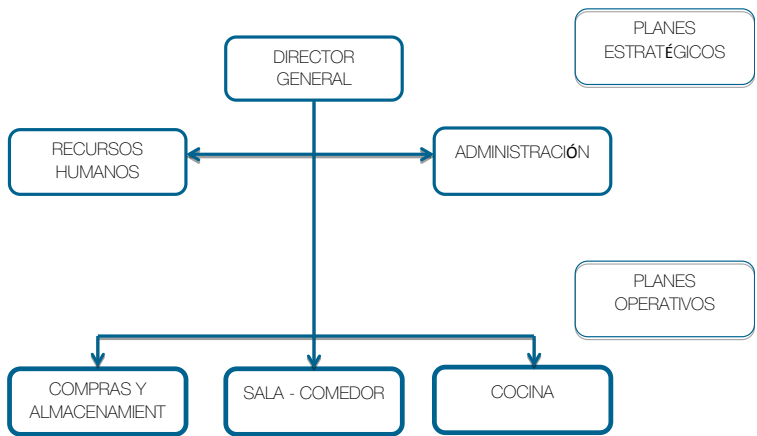 PLANES
ESTRATÉGICOS
DIRECTOR
GENERAL
RECURSOS
HUMANOS
ADMINISTRACIÓN
PLANES
OPERATIVOS
COMPRAS Y
ALMACENAMIENT
SALA - COMEDOR
COCINA